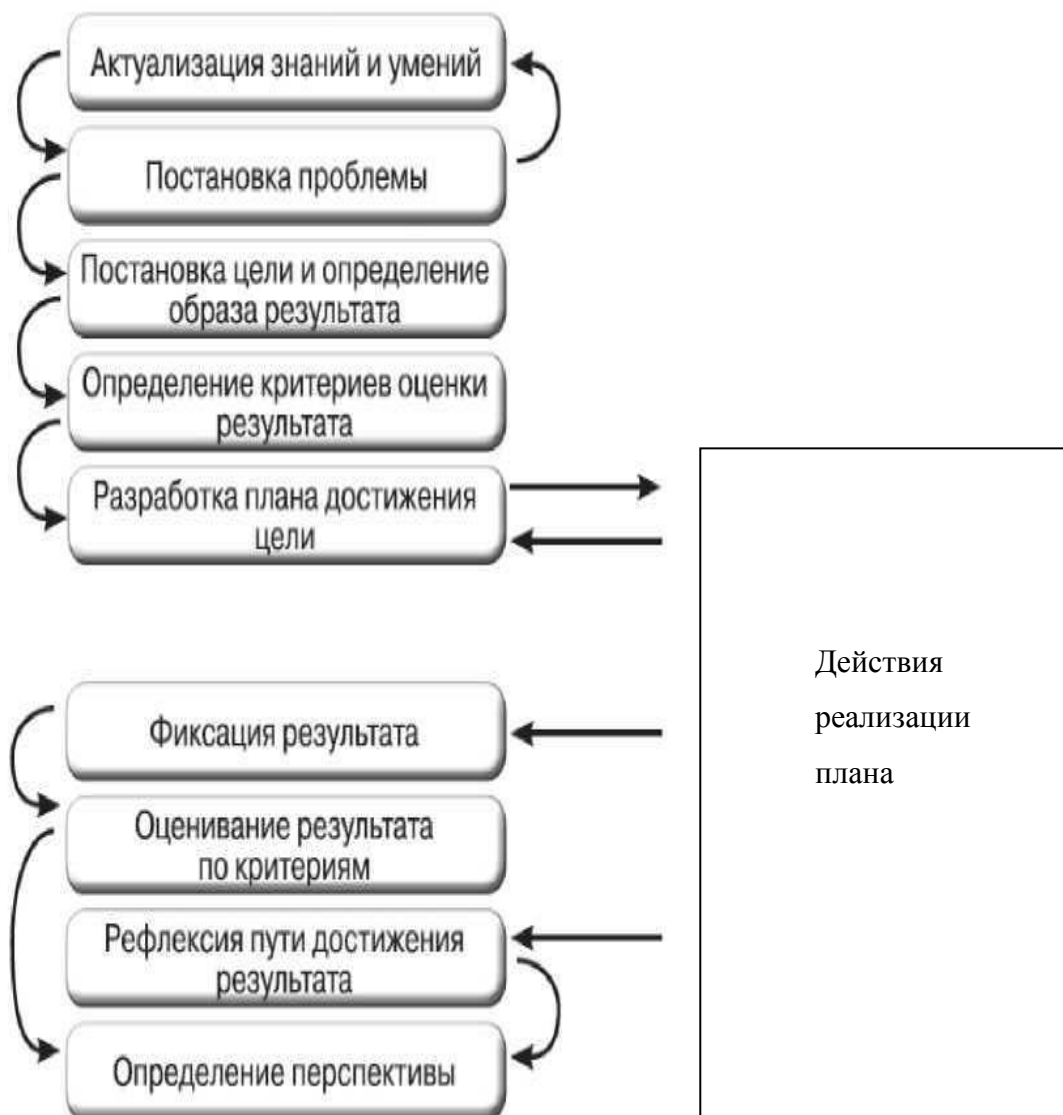 Актуализация знаний и умений
Постановка проблемы
Постановка цели и определение
образа результата
Определение критериев оценки
результата
Разработка плана достижения
цели
Фиксация результата
Оценивание результата
по критериям
Рефлексия пути достижения
результата
Определение перспективы
Действия
реализации
плана